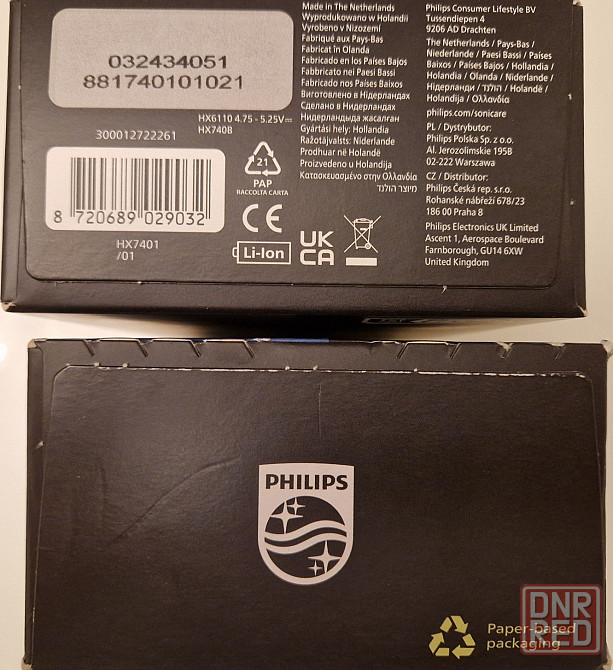 032434051
881740101021
300012722261
HX6110 4.75 - 5.25V
HX740B
21
PAP
RACCOLTA CARTA
8 720689 029032
HX7401
/01
CE
Li-Ion
UK
CA
Made in The Netherlands
Wyprodukowano w Holandii
Vyrobeno v Nizozemí
Fabriqué aux Pays-Bas
Fabricat în Olanda
Fabricado en los Países Bajos
Fabbricato nei Paesi Bassi
Fabricado nos Países Baixos
Виготовлено в Нідерландах
Сделано в Нидерландах
Нидерландыда жасалған
Gyártási hely: Hollandia
Ražotājvalsts: Nīderlande
Prodhuar në Holandë
Proizvedeno u Holandija
Κατασκευασμένο στην Ολλανδία
מיוצר הולנד
Philips Consumer Lifestyle BV
Tussendiepen 4
9206 AD Drachten
The Netherlands / Pays-Bas /
Niederlande / Paesi Bassi / Países
Baixos / Países Bajos / Hollandia /
Holandia / Olanda / Nīderlande /
Нідерланди / הולנד / Holandë /
Holandija / Ολλανδία
philips.com/sonicare
PL / Dystrybutor:
Philips Polska Sp. z o.o.
Al. Jerozolimskie 195B
02-222 Warszawa
CZ / Distributor:
Philips Česká rep. s.r.o.
Rohanské nábřeží 678/23
186 00 Praha 8
Philips Electronics UK Limited
Ascent 1, Aerospace Boulevard
Farnborough, GU14 6XW
United Kingdom
PHILIPS
Paper-based
packaging
DNR
RED